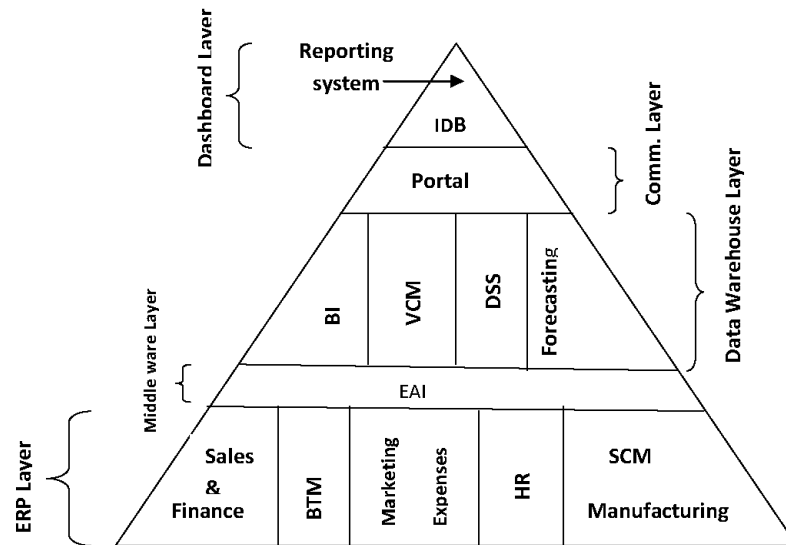 Dashboard Layer
Reporting
system
IDB
Comm. Layer
Portal
Data Warehouse Layer
BI
VCM
DSS
Forecasting
Middle ware Layer
EAI
ERP Layer
Sales
&
Finance
BTM
Marketing
Expenses
HR
SCM
Manufacturing